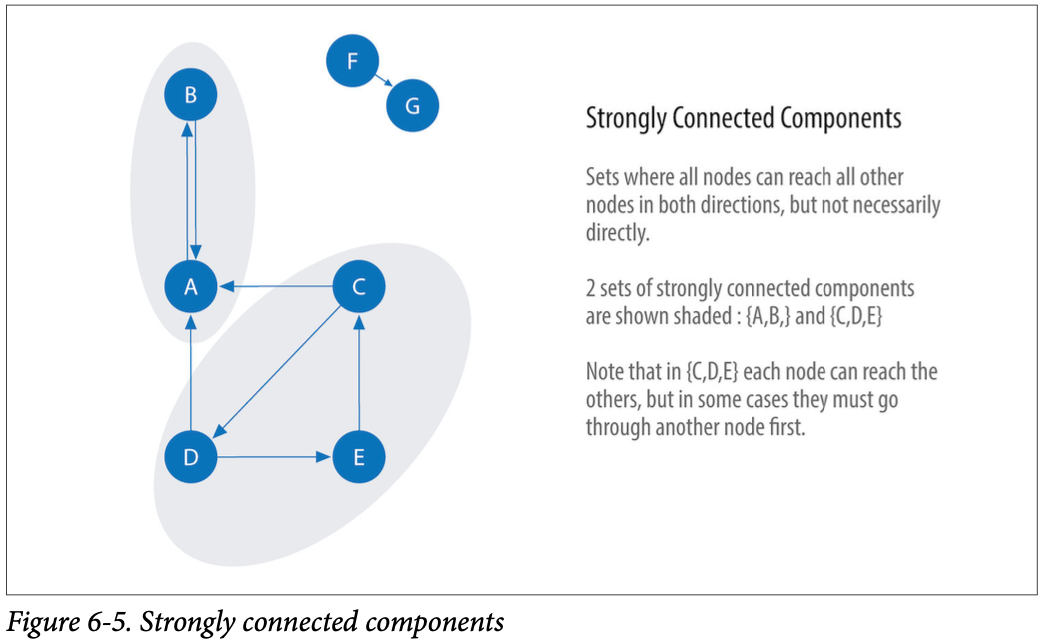 B
F
G
A
C
D
E
Strongly Connected Components
Sets where all nodes can reach all other
nodes in both directions, but not necessarily
directly.
2 sets of strongly connected components
are shown shaded : {A,B,} and {C,D,E}
Note that in {C,D,E} each node can reach the
others, but in some cases they must go
through another node first.
Figure 6-5. Strongly connected components